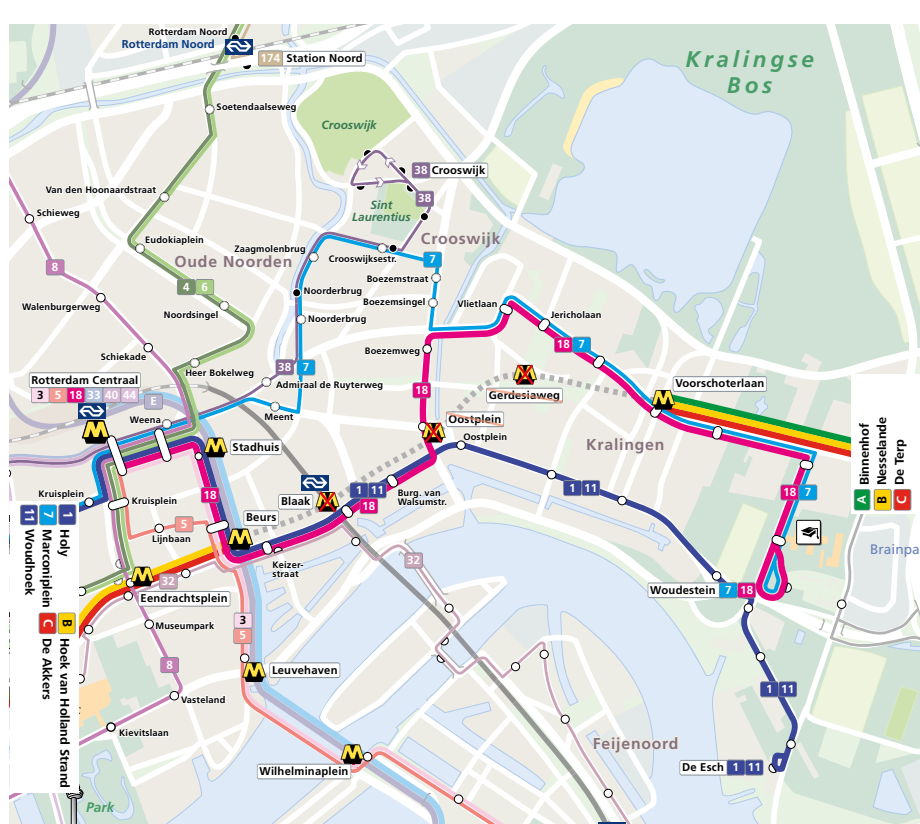 Rotterdam Noord
Rotterdam Noord
174 Station Noord
Kralingse
Bos
Soetendaalseweg
Crooswijk
38 Crooswijk
38
Sint
Laurentius
Van den Hoonaardstraat
Schieweg
Eudokiaplein
Zaagmolenbrug
Crooswijk
Crooswijksestr.
Oude Noorden
7
8
Boezemstraat
4 6
Noorderbrug
Boezemsingel
Vlietlaan
Walenburgerweg
Noordsingel
Noorderbrug
Jericholaan
18 7
Schiekade
Boezemweg
Heer Bokelweg
38 7
Rotterdam Centraal
3 5 18 33 40 44
E
Admiraal de Ruyterweg
18
Gerdesiaweg
Voorschoterlaan
Weena
Meent
Oostplein
Oostplein
Stadhuis
Kralingen
A Binnenhof
B Nesselande
C De Terp
Kruisplein
Kruisplein
18
Blaak
1 11
18
Burg. van
Walsumstr.
1 11
18 7
Beurs
5
Lijnbaan
1 Holy
7 Marconiplein
11 Woudhoek
Keizer-
straat
32
Brainpa
32
Eendrachtsplein
Woudestein 7 18
Museumpark
3
5
B Hoek van Holland Strand
C De Akkers
8
Leuvehaven
Vasteland
1 11
Kievitslaan
Feijenoord
Wilhelminaplein
De Esch 1 11
Park